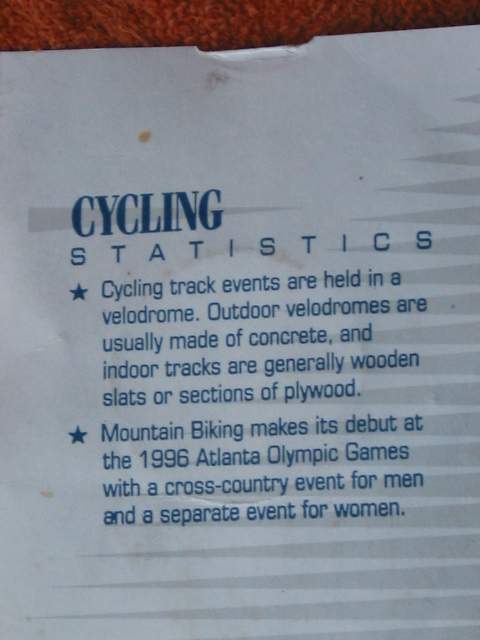 CYCLING
STATISTICS
★ Cycling track events are held in a
velodrome. Outdoor velodromes are
usually made of concrete, and
indoor tracks are generally wooden
slats or sections of plywood.
★ Mountain Biking makes its debut at
the 1996 Atlanta Olympic Games
with a cross-country event for men
and a separate event for women.